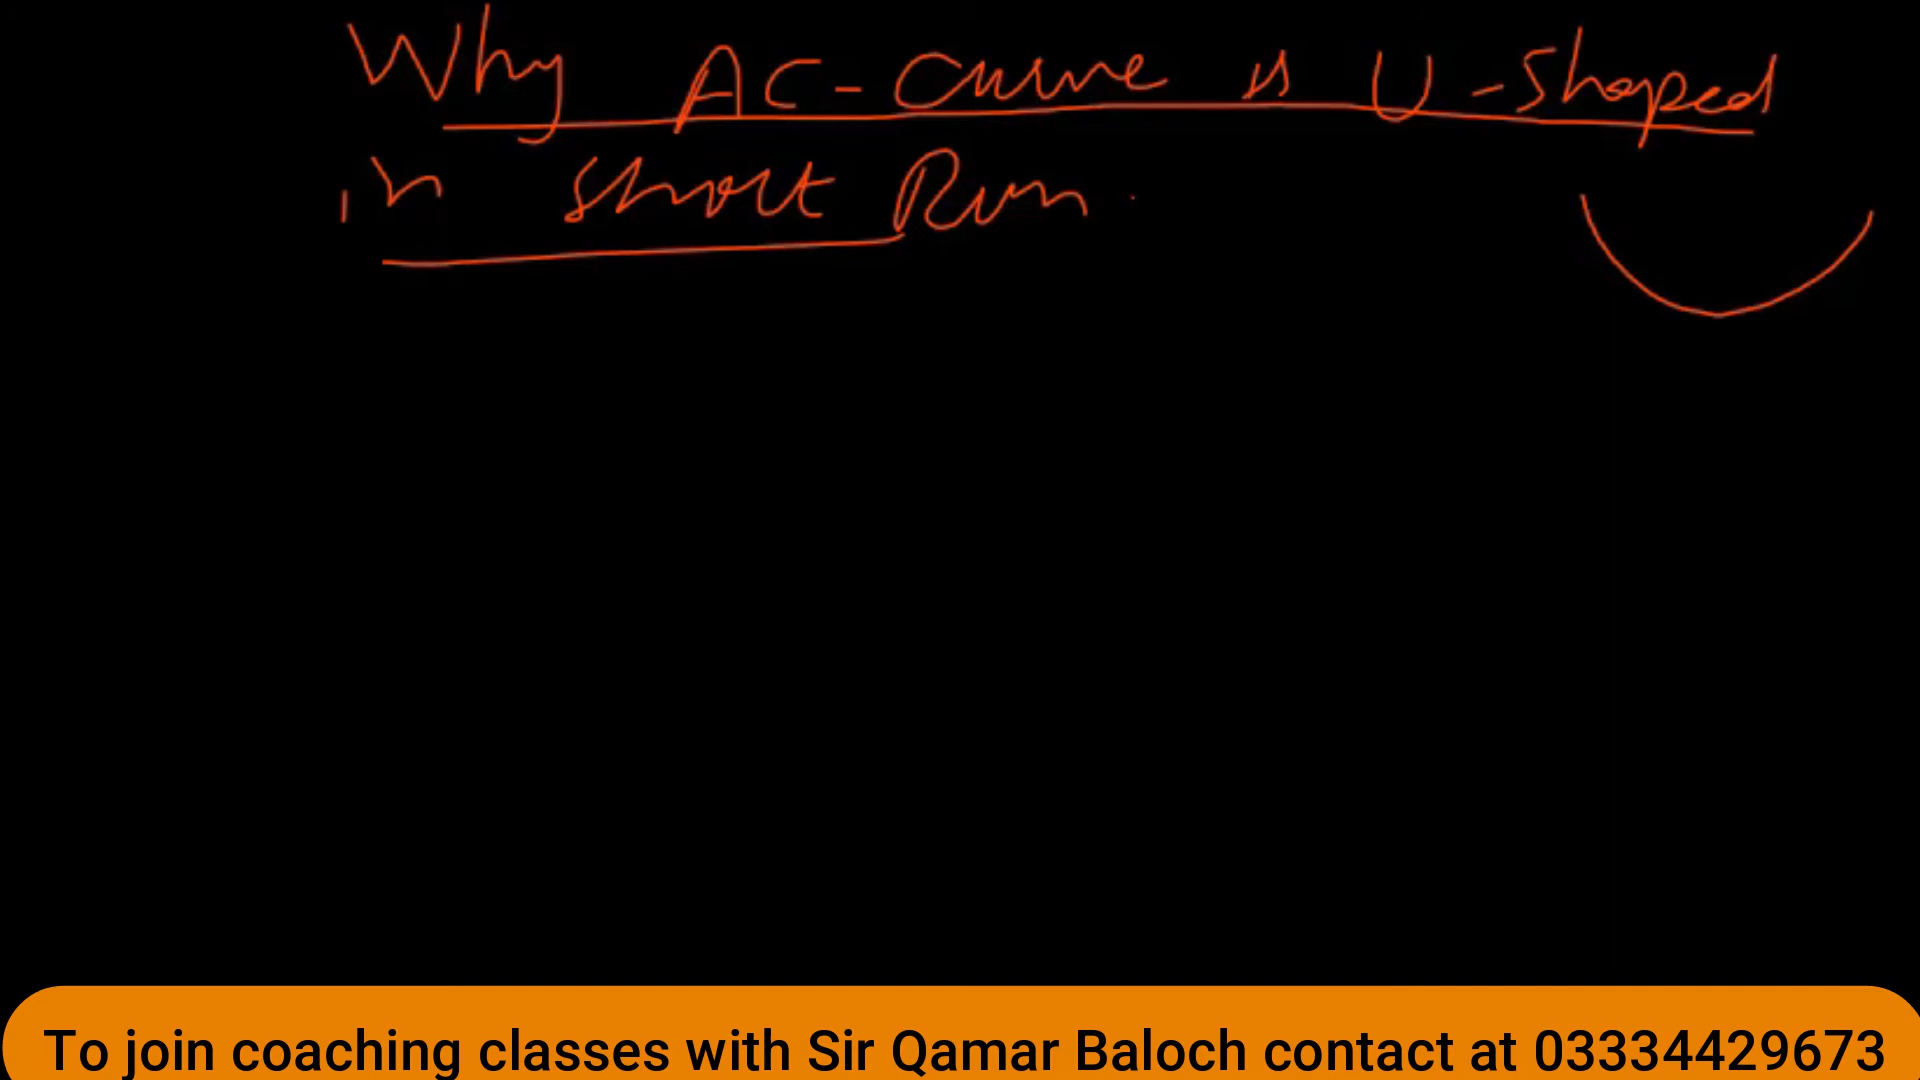 Why AC-Curve is U-Shaped
in Short Run.
To join coaching classes with Sir Qamar Baloch contact at 03334429673